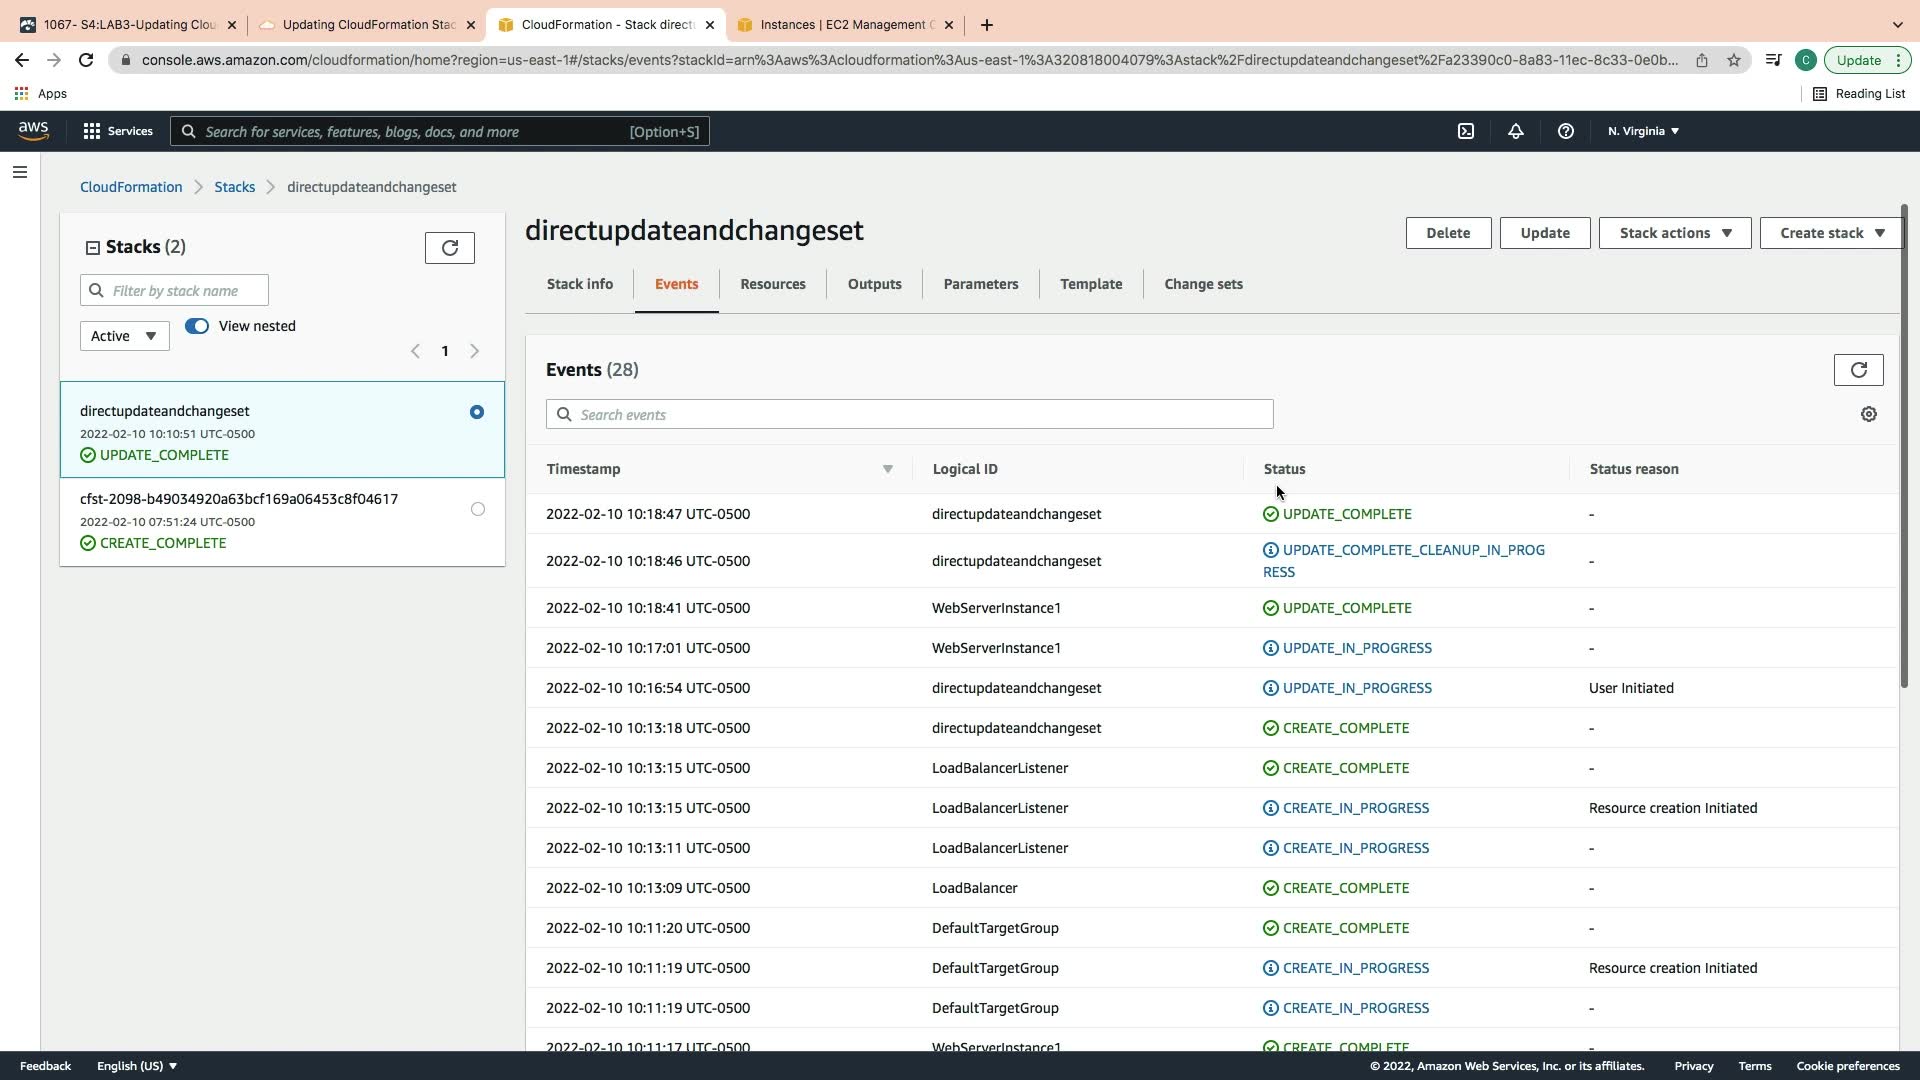 1067- S4:LAB3-Updating Clou
Updating CloudFormation Stac
CloudFormation - Stack direct
Instances | EC2 Management C
console.aws.amazon.com/cloudformation/home?region=us-east-1#/stacks/events?stackId=arn%3Aaws%3Acloudformation%3Aus-east-1%3A320818004079%3Astack%2Fdirectupdateandchangeset%2Fa23390c0-8a83-11ec-8c33-0e0b...
C
Update
Apps
Reading List
aws
Services
Search for services, features, blogs, docs, and more
[Option+S]
N. Virginia
CloudFormation
Stacks
directupdateandchangeset
Stacks (2)
Filter by stack name
Active
View nested
1
directupdateandchangeset
2022-02-10 10:10:51 UTC-0500
UPDATE_COMPLETE
cfst-2098-b49034920a63bcf169a06453c8f04617
2022-02-10 07:51:24 UTC-0500
CREATE_COMPLETE
directupdateandchangeset
Delete
Update
Stack actions
Create stack
Stack info
Events
Resources
Outputs
Parameters
Template
Change sets
Events (28)
Search events
Timestamp Logical ID Status Status reason
2022-02-10 10:18:47 UTC-0500 directupdateandchangeset UPDATE_COMPLETE -
2022-02-10 10:18:46 UTC-0500 directupdateandchangeset UPDATE_COMPLETE_CLEANUP_IN_PROG -
RESS
2022-02-10 10:18:41 UTC-0500 WebServerInstance1 UPDATE_COMPLETE -
2022-02-10 10:17:01 UTC-0500 WebServerInstance1 UPDATE_IN_PROGRESS -
2022-02-10 10:16:54 UTC-0500 directupdateandchangeset UPDATE_IN_PROGRESS User Initiated
2022-02-10 10:13:18 UTC-0500 directupdateandchangeset CREATE_COMPLETE -
2022-02-10 10:13:15 UTC-0500 LoadBalancerListener CREATE_COMPLETE -
2022-02-10 10:13:15 UTC-0500 LoadBalancerListener CREATE_IN_PROGRESS Resource creation Initiated
2022-02-10 10:13:11 UTC-0500 LoadBalancerListener CREATE_IN_PROGRESS -
2022-02-10 10:13:09 UTC-0500 LoadBalancer CREATE_COMPLETE -
2022-02-10 10:11:20 UTC-0500 DefaultTargetGroup CREATE_COMPLETE -
2022-02-10 10:11:19 UTC-0500 DefaultTargetGroup CREATE_IN_PROGRESS Resource creation Initiated
2022-02-10 10:11:19 UTC-0500 DefaultTargetGroup CREATE_IN_PROGRESS -
2022-02-10 10:11:17 UTC-0500 WebServerInstance1 CREATE_COMPLETE -
Feedback
English (US)
© 2022, Amazon Web Services, Inc. or its affiliates.
Privacy
Terms
Cookie preferences